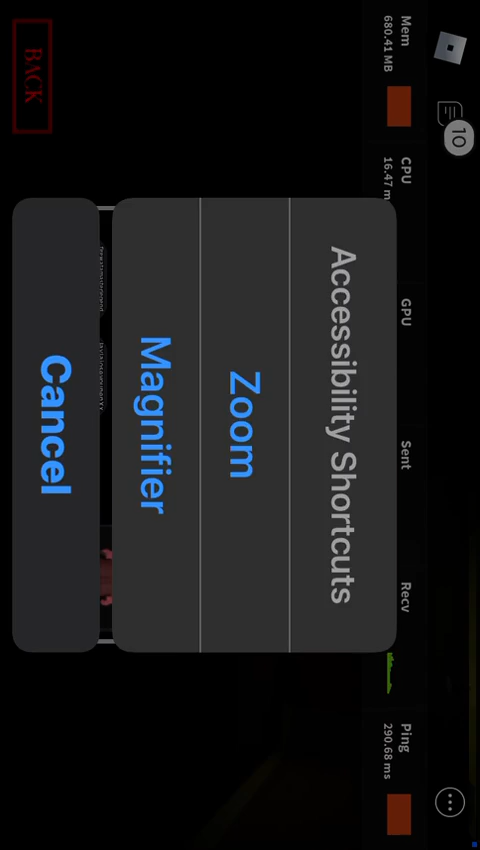 10
Mem
CPU
GPU
Sent
Recv
Ping
680.41 MB
16.47 m
290.68 ms
Accessibility Shortcuts
Zoom
Magnifier
Cancel
BACK